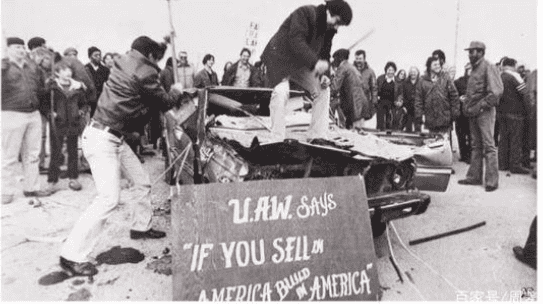 U.A.W. SAYS
"IF YOU SELL IN
AMERICA BUILD IN AMERICA"